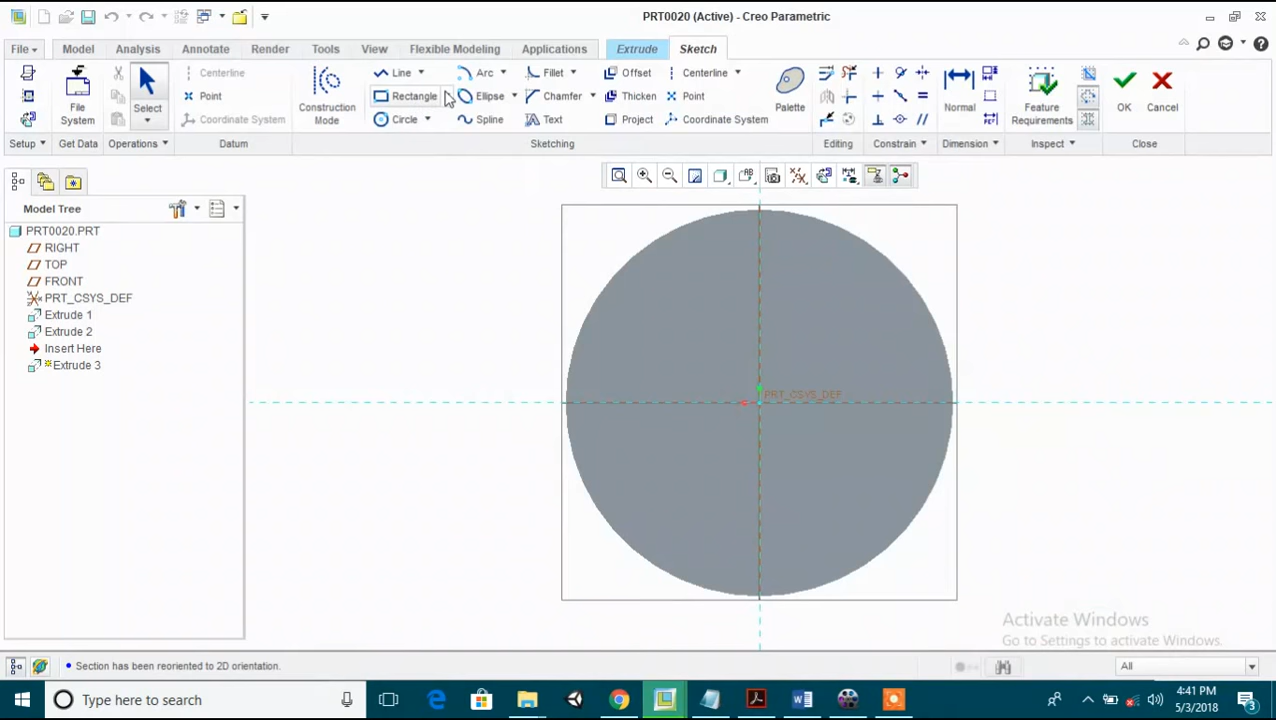 PRT0020 (Active) - Creo Parametric
File Model Analysis Annotate Render Tools View Flexible Modeling Applications Extrude Sketch
File System
Select
Centerline
Point
Coordinate System
Construction Mode
Line Arc Fillet Offset Centerline
Rectangle Ellipse Chamfer Thicken Point
Circle Spline Text Project Coordinate System
Palette
Normal
Feature Requirements
OK
Cancel
Setup Get Data Operations Datum Sketching Editing Constrain Dimension Inspect Close
Model Tree
PRT0020.PRT
RIGHT
TOP
FRONT
PRT_CSYS_DEF
Extrude 1
Extrude 2
Insert Here
Extrude 3
PRT_CSYS_DEF
Activate Windows
Go to Settings to activate Windows.
Section has been reoriented to 2D orientation.
All
Type here to search
4:41 PM
5/3/2018
3